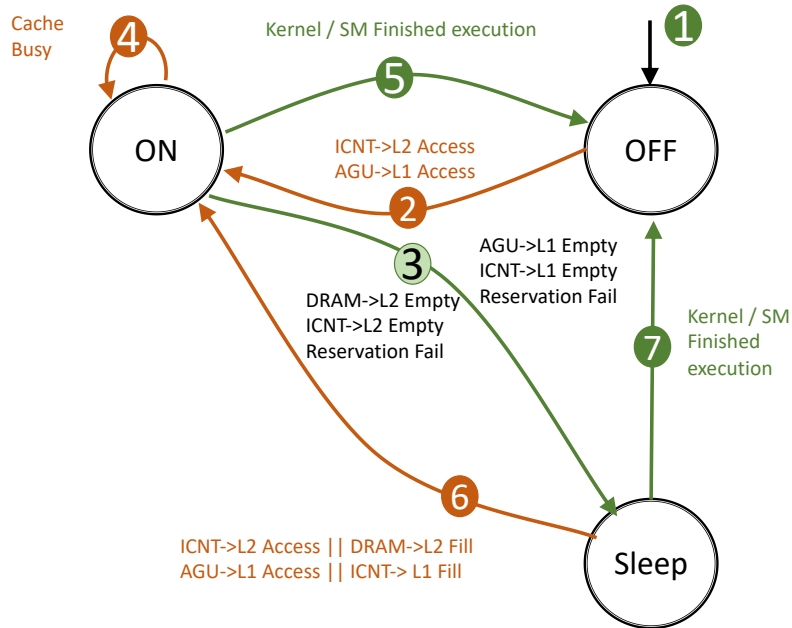 Cache
Busy
4
Kernel / SM Finished execution
1
5
ON
OFF
ICNT->L2 Access
AGU->L1 Access
2
3
AGU->L1 Empty
ICNT->L1 Empty
Reservation Fail
DRAM->L2 Empty
ICNT->L2 Empty
Reservation Fail
7
Kernel / SM
Finished
execution
6
ICNT->L2 Access || DRAM->L2 Fill
AGU->L1 Access || ICNT-> L1 Fill
Sleep